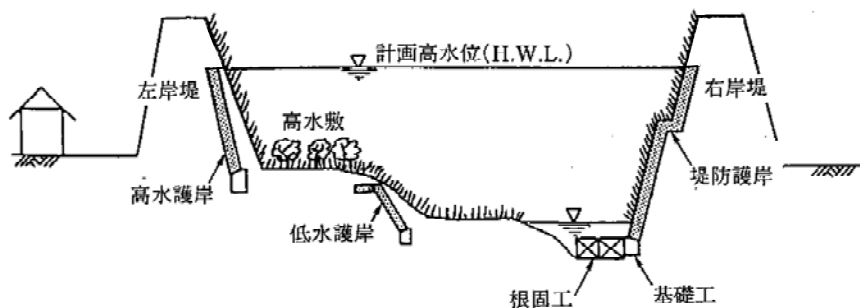 計画高水位(H.W.L.)
左岸堤
右岸堤
高水敷
堤防護岸
高水護岸
低水護岸
根固工
基礎工